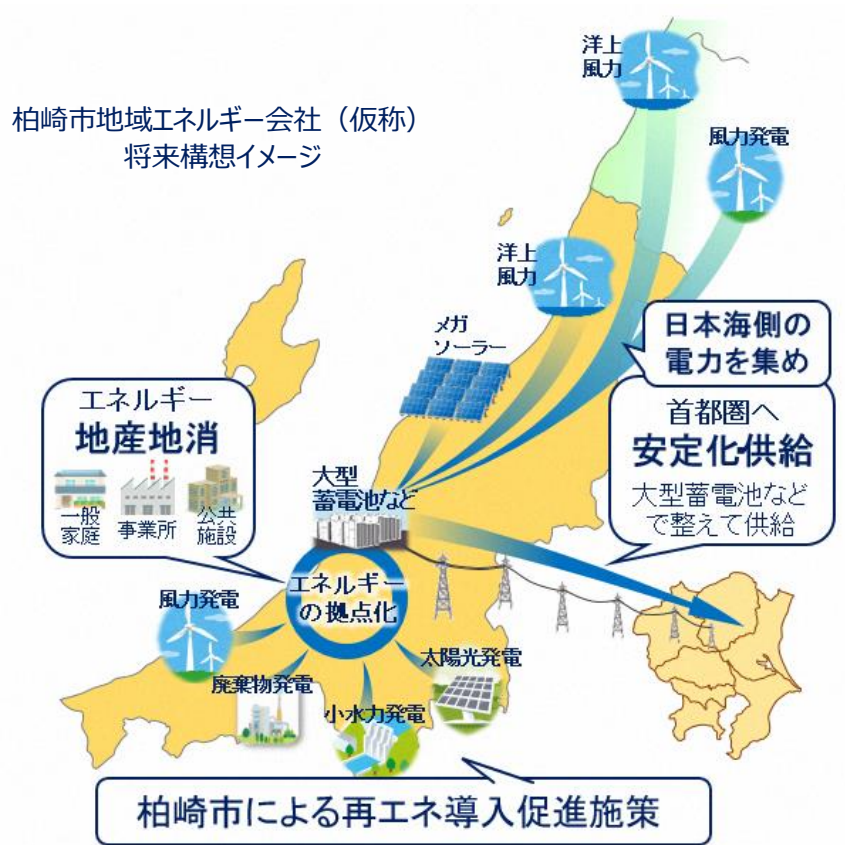 柏崎市地域エネルギー会社（仮称）
将来構想イメージ
洋上
風力
風力発電
洋上
風力
メガ
ソーラー
日本海側の
電力を集め
エネルギー
地産地消
一般
家庭
事業所
公共
施設
首都圏へ
安定化供給
大型蓄電池など
で整えて供給
大型
蓄電池など
エネルギー
の拠点化
風力発電
廃棄物発電
小水力発電
太陽光発電
柏崎市による再エネ導入促進施策